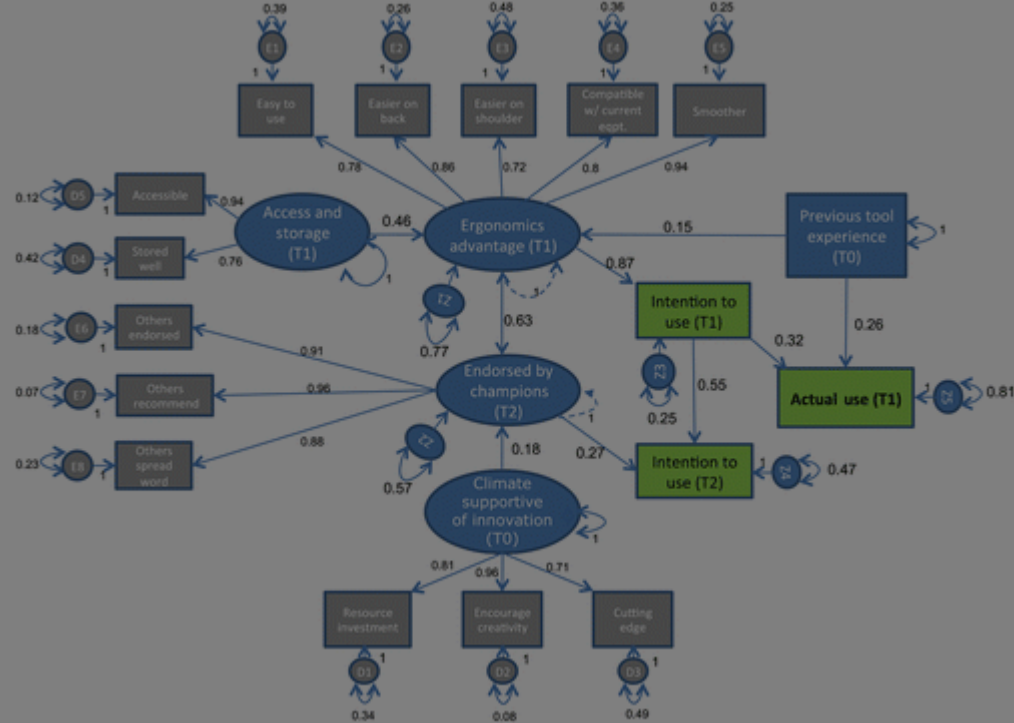 0.39
0.26
0.48
0.36
0.25
E1
E2
E3
E4
E5
1
1
1
1
1
Easy to
use
Easier on
back
Easier on
shoulder
Compatible
w/ current
eqpt.
Smoother
0.78
0.86
0.72
0.8
0.94
0.12
D5
1
Accessible
0.94
0.42
D4
1
Stored
well
0.76
Access and
storage
(T1)
1
0.46
Ergonomics
advantage (T1)
1
0.15
Previous tool
experience
(T0)
1
Z1
0.77
0.63
0.87
0.26
Intention to
use (T1)
0.32
Z3
0.25
0.55
0.18
E6
1
Others
endorsed
0.91
0.07
E7
1
Others
recommend
0.96
0.23
E8
1
Others
spread
word
0.88
Endorsed by
champions
(T2)
1
Z2
0.57
0.18
0.27
Actual use (T1)
1
Z5
0.81
Intention to
use (T2)
1
Z4
0.47
Climate
supportive
of innovation
(T0)
1
0.81
0.96
0.71
Resource
investment
Encourage
creativity
Cutting
edge
1
1
1
D1
D2
D3
0.34
0.08
0.49